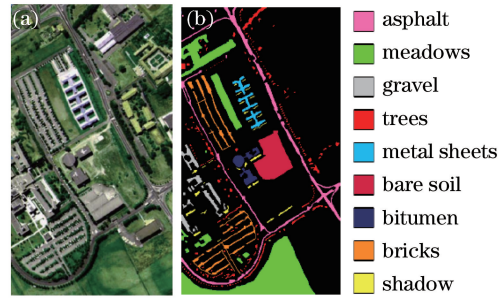 (a)
(b)
asphalt
meadows
gravel
trees
metal sheets
bare soil
bitumen
bricks
shadow